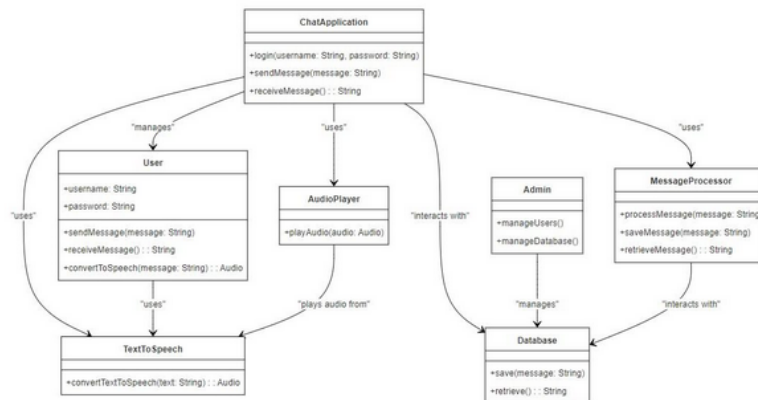 ChatApplication
+login(username: String, password: String)
+sendMessage(message: String)
+receiveMessage() : : String
"manages"
"uses"
"uses"
User
+username: String
+password: String
+sendMessage(message: String)
+receiveMessage() : : String
+convertToSpeech(message: String) : : Audio
AudioPlayer
+playAudio(audio: Audio)
Admin
+manageUsers()
+manageDatabase()
MessageProcessor
+processMessage(message: String
+saveMessage(message: String)
+retrieveMessage() : : String
"uses"
"interacts with"
"uses"
"plays audio from"
"manages"
"interacts with"
TextToSpeech
+convertTextToSpeech(text: String) : : Audio
Database
+save(message: String)
+retrieve() : : String